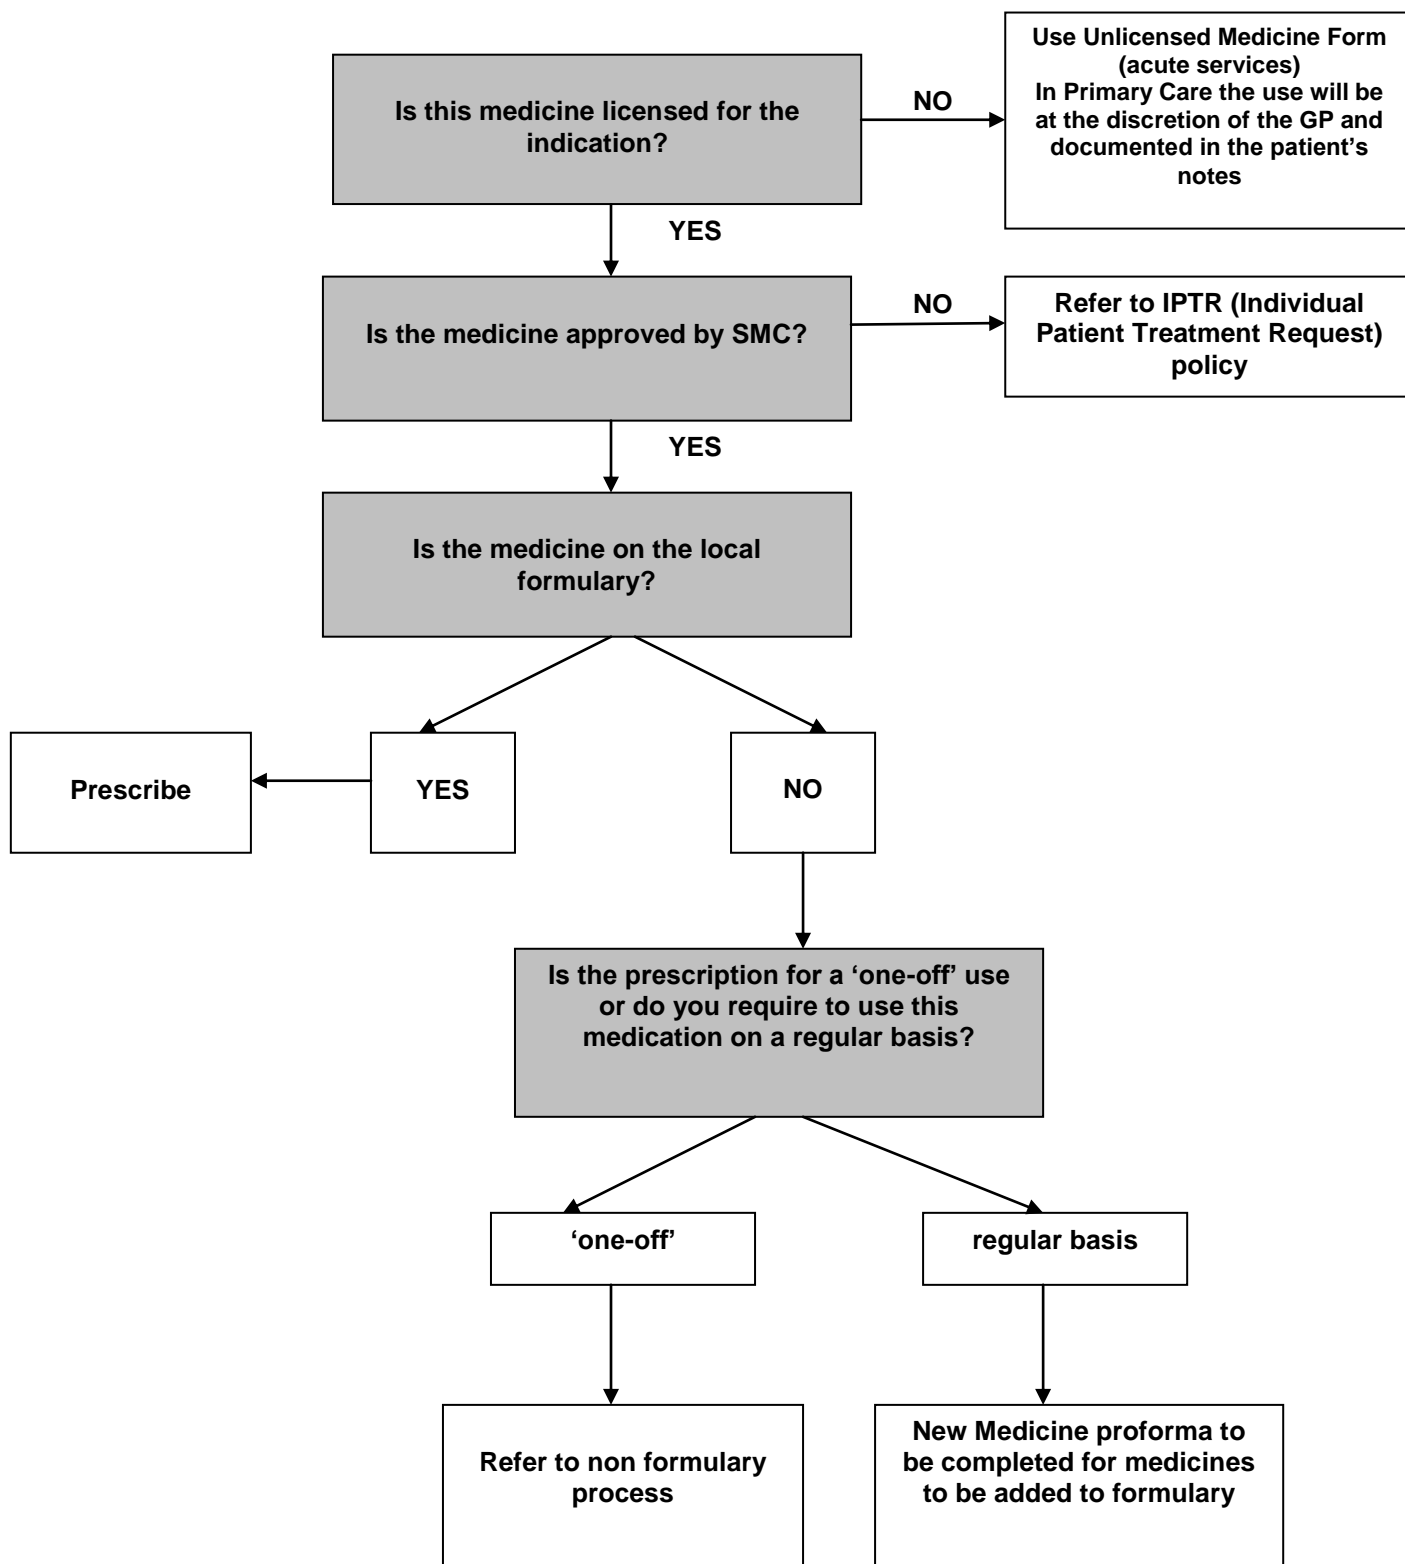 Use Unlicensed Medicine Form
(acute services)
In Primary Care the use will be
at the discretion of the GP and
documented in the patient’s
notes
Is this medicine licensed for the
indication?
NO
YES
Is the medicine approved by SMC?
NO
Refer to IPTR (Individual
Patient Treatment Request)
policy
YES
Is the medicine on the local
formulary?
Prescribe
YES
NO
Is the prescription for a ‘one-off’ use
or do you require to use this
medication on a regular basis?
‘one-off’
regular basis
Refer to non formulary
process
New Medicine proforma to
be completed for medicines
to be added to formulary